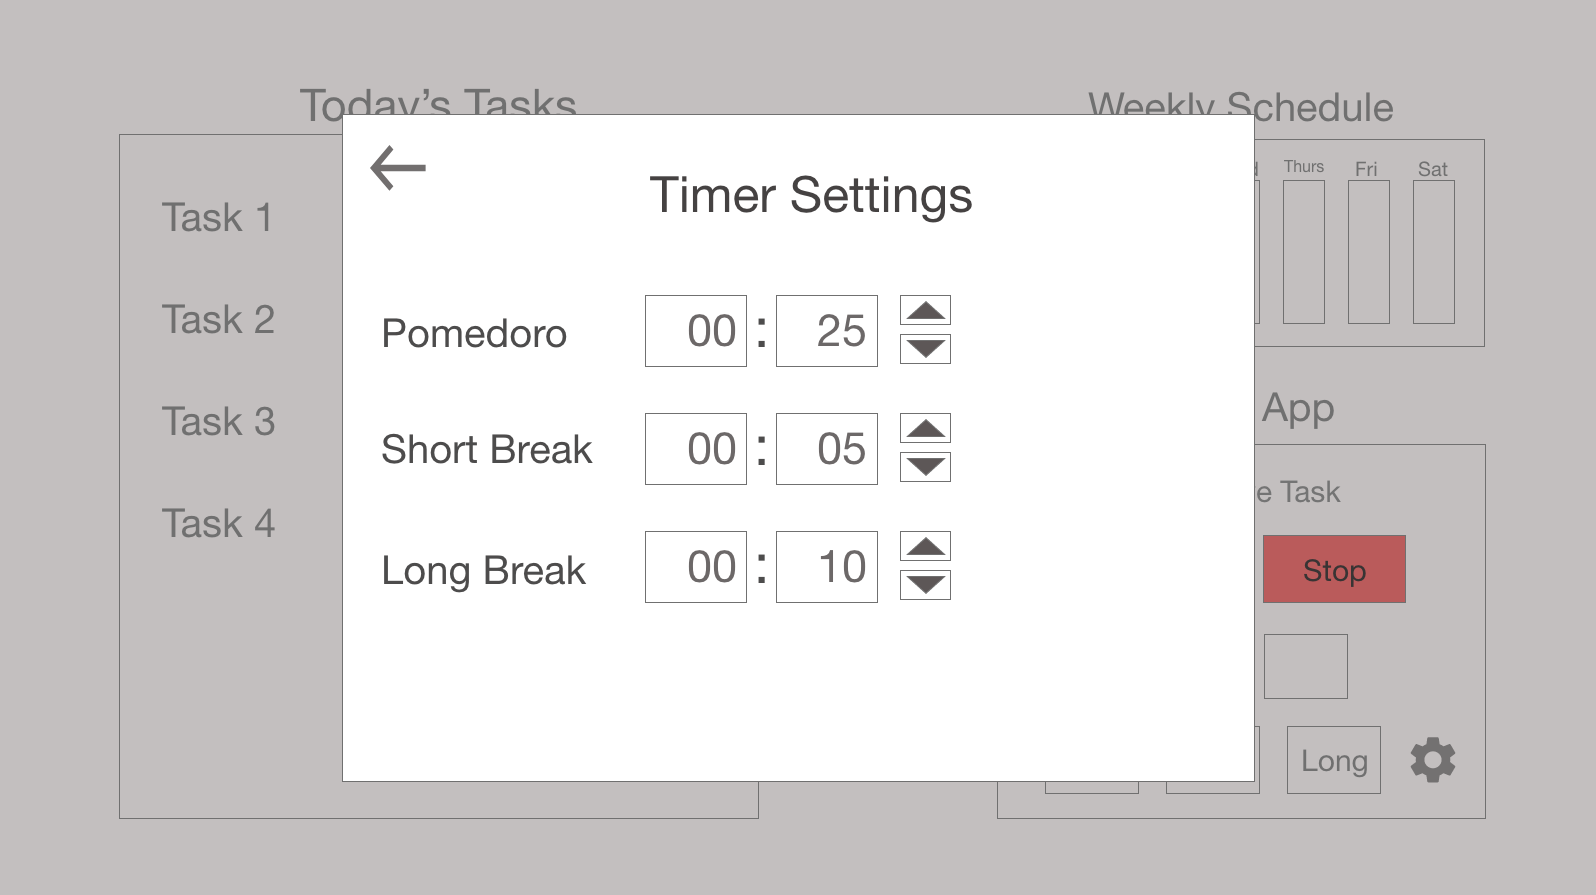 Today's Tasks
Weekly Schedule
Thurs Fri Sat
Task 1
Task 2
Task 3
Task 4
Timer Settings
Pomedoro 00 : 25
Short Break 00 : 05
Long Break 00 : 10
App
Task
Stop
Long